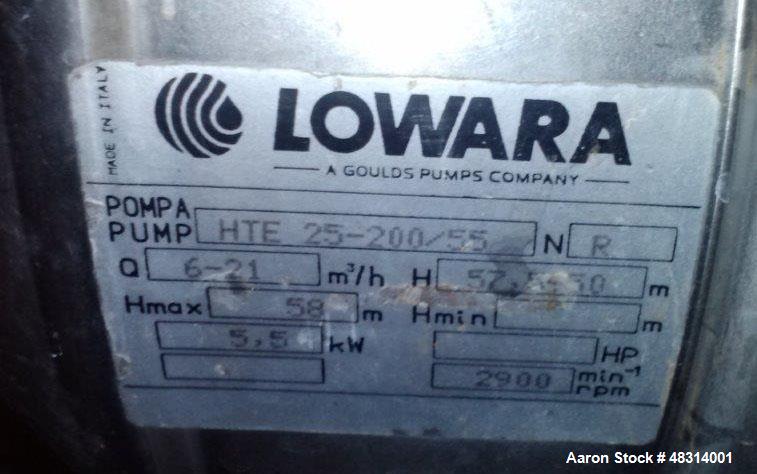 MADE IN ITALY
LOWARA
A GOULDS PUMPS COMPANY
POMPA
PUMP HTE 25-200/55 N R
Q 6-21 m³/h H m
Hmax 58 m Hmin m
5,5 kW HP
2900 min⁻¹
rpm
Aaron Stock # 48314001